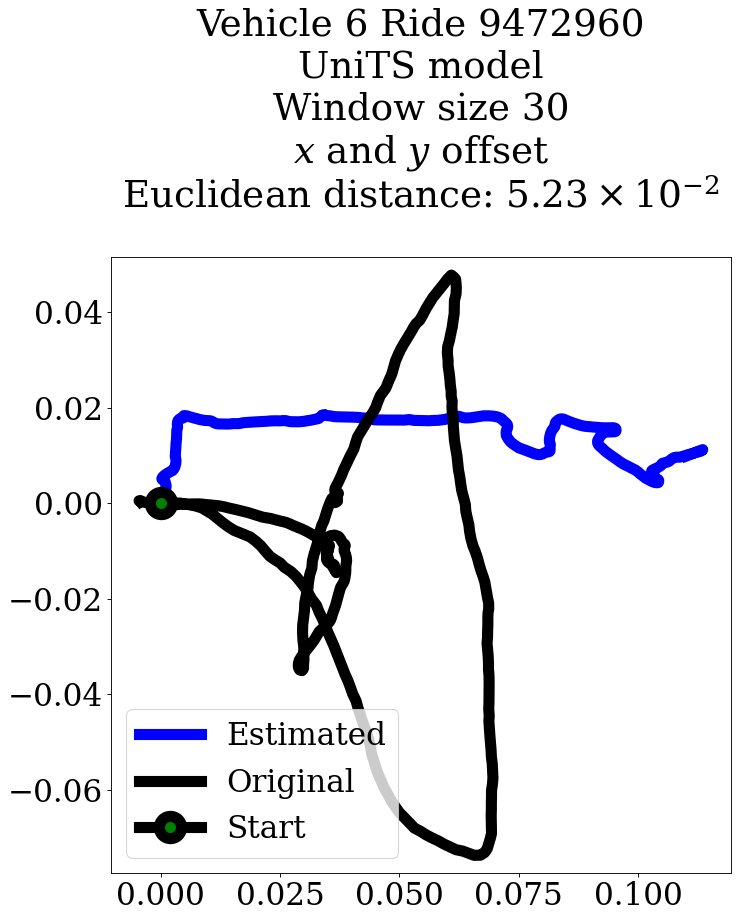 Vehicle 6 Ride 9472960
UniTS model
Window size 30
x and y offset
Euclidean distance: 5.23 × 10⁻²
0.04
0.02
0.00
−0.02
−0.04
−0.06
Estimated
Original
Start
0.000 0.025 0.050 0.075 0.100